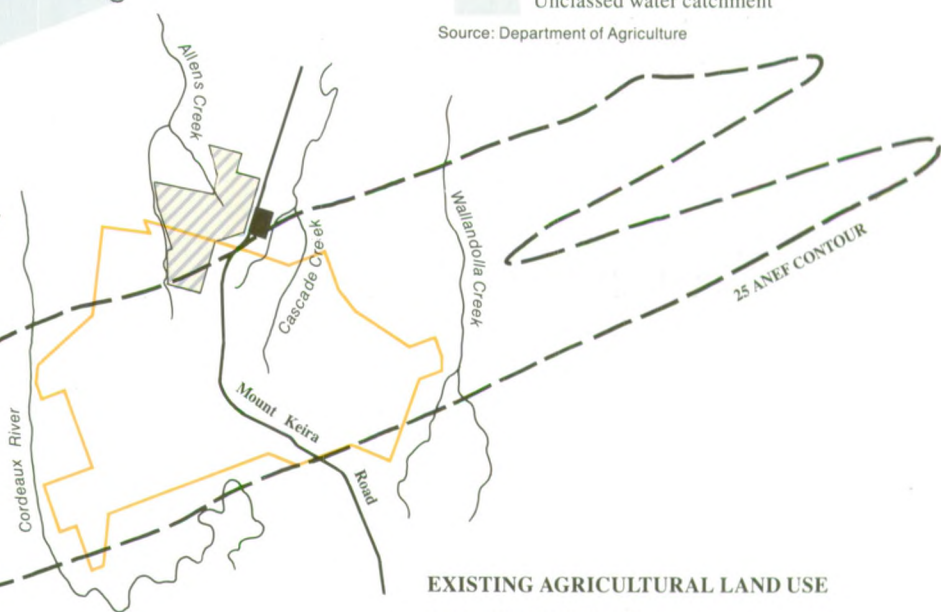 Unclassed water catchment
Source: Department of Agriculture
Allens Creek
Wallandolla Creek
Cascade Creek
25 ANEF CONTOUR
Mount Keira
Road
Cordeaux River
EXISTING AGRICULTURAL LAND USE